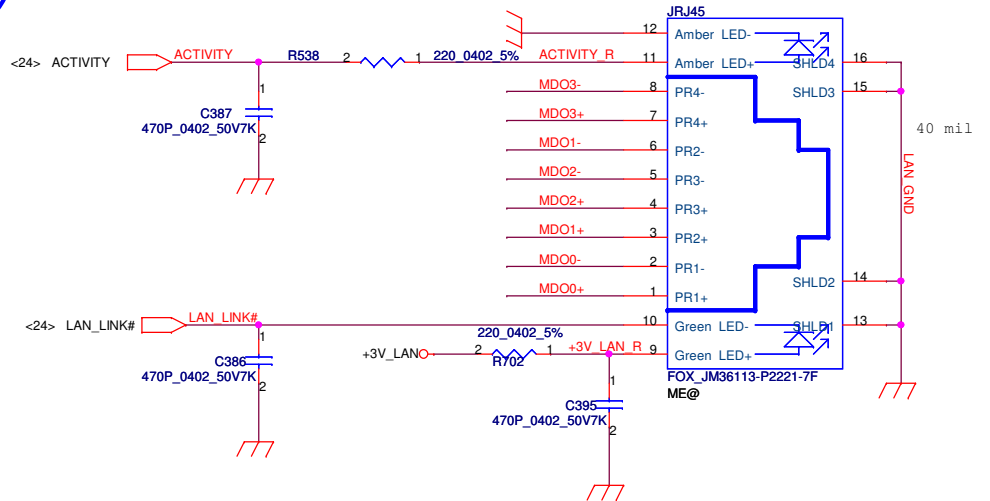 JRJ45
12 Amber LED-
<24> ACTIVITY ACTIVITY R538 2 1 220_0402_5% ACTIVITY_R 11 Amber LED+ SHLD4 16
MDO3- 8 PR4- SHLD3 15
1
C387
470P_0402_50V7K
2
MDO3+ 7 PR4+
40 mil
MDO1- 6 PR2-
MDO2- 5 PR3-
LAN_GND
MDO2+ 4 PR3+
MDO1+ 3 PR2+
MDO0- 2 PR1-
SHLD2 14
MDO0+ 1 PR1+
<24> LAN_LINK# LAN_LINK# 10 Green LED- SHLD1 13
220_0402_5%
+3V_LAN 2 1 +3V_LAN_R 9 Green LED+
R702
1
C386
470P_0402_50V7K
2
FOX_JM36113-P2221-7F
ME@
1
C395
470P_0402_50V7K
2